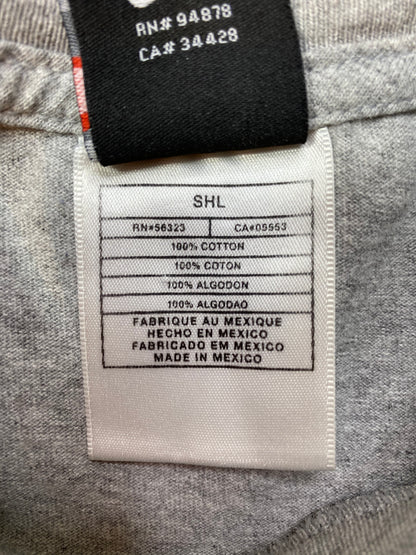 RN# 94878
CA# 34428
SHL
RN#56323 CA#05553
100% COTTON
100% COTON
100% ALGODON
100% ALGODAO
FABRIQUE AU MEXIQUE
HECHO EN MEXICO
FABRICADO EM MEXICO
MADE IN MEXICO